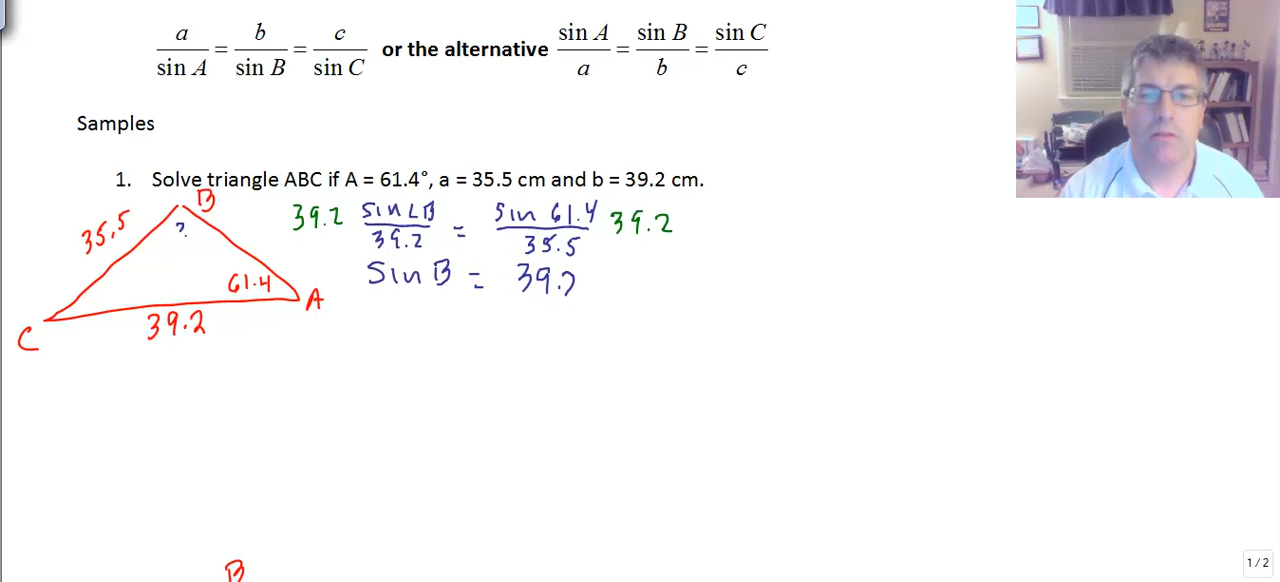 a/sin A = b/sin B = c/sin C or the alternative sin A/a = sin B/b = sin C/c
Samples
1. Solve triangle ABC if A = 61.4°, a = 35.5 cm and b = 39.2 cm.
B
35.5
?
61.4
A
39.2
C
39.2 sin∠B/39.2 = sin 61.4/35.5 39.2
sin B = 39.2
B
1 / 2